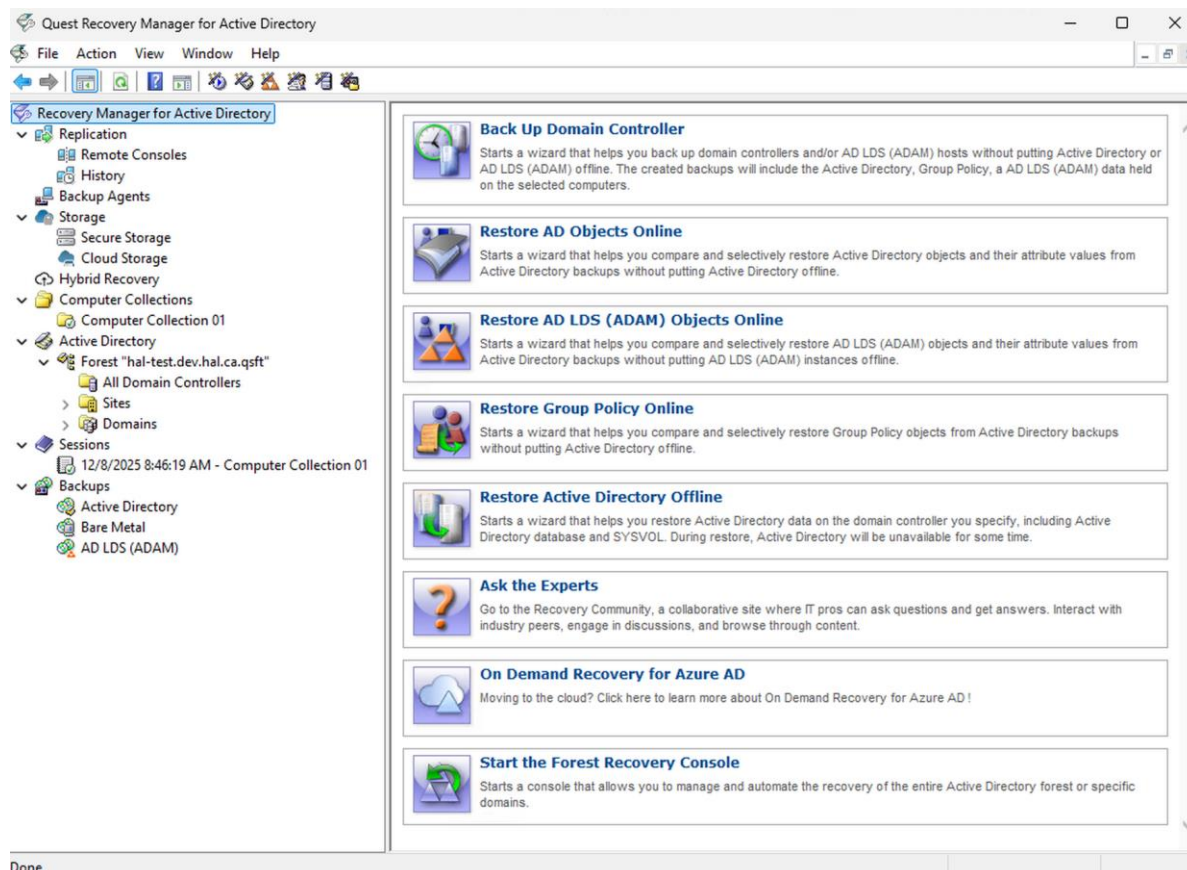 Quest Recovery Manager for Active Directory
File Action View Window Help
Recovery Manager for Active Directory
Replication
Remote Consoles
History
Backup Agents
Storage
Secure Storage
Cloud Storage
Hybrid Recovery
Computer Collections
Computer Collection 01
Active Directory
Forest "hal-test.dev.hal.ca.qsft"
All Domain Controllers
Sites
Domains
Sessions
12/8/2025 8:46:19 AM - Computer Collection 01
Backups
Active Directory
Bare Metal
AD LDS (ADAM)
Back Up Domain Controller
Starts a wizard that helps you back up domain controllers and/or AD LDS (ADAM) hosts without putting Active Directory or
AD LDS (ADAM) offline. The created backups will include the Active Directory, Group Policy, a AD LDS (ADAM) data held
on the selected computers.
Restore AD Objects Online
Starts a wizard that helps you compare and selectively restore Active Directory objects and their attribute values from
Active Directory backups without putting Active Directory offline.
Restore AD LDS (ADAM) Objects Online
Starts a wizard that helps you compare and selectively restore AD LDS (ADAM) objects and their attribute values from
Active Directory backups without putting AD LDS (ADAM) instances offline.
Restore Group Policy Online
Starts a wizard that helps you compare and selectively restore Group Policy objects from Active Directory backups
without putting Active Directory offline.
Restore Active Directory Offline
Starts a wizard that helps you restore Active Directory data on the domain controller you specify, including Active
Directory database and SYSVOL. During restore, Active Directory will be unavailable for some time.
Ask the Experts
Go to the Recovery Community, a collaborative site where IT pros can ask questions and get answers. Interact with
industry peers, engage in discussions, and browse through content.
On Demand Recovery for Azure AD
Moving to the cloud? Click here to learn more about On Demand Recovery for Azure AD !
Start the Forest Recovery Console
Starts a console that allows you to manage and automate the recovery of the entire Active Directory forest or specific
domains.
Done